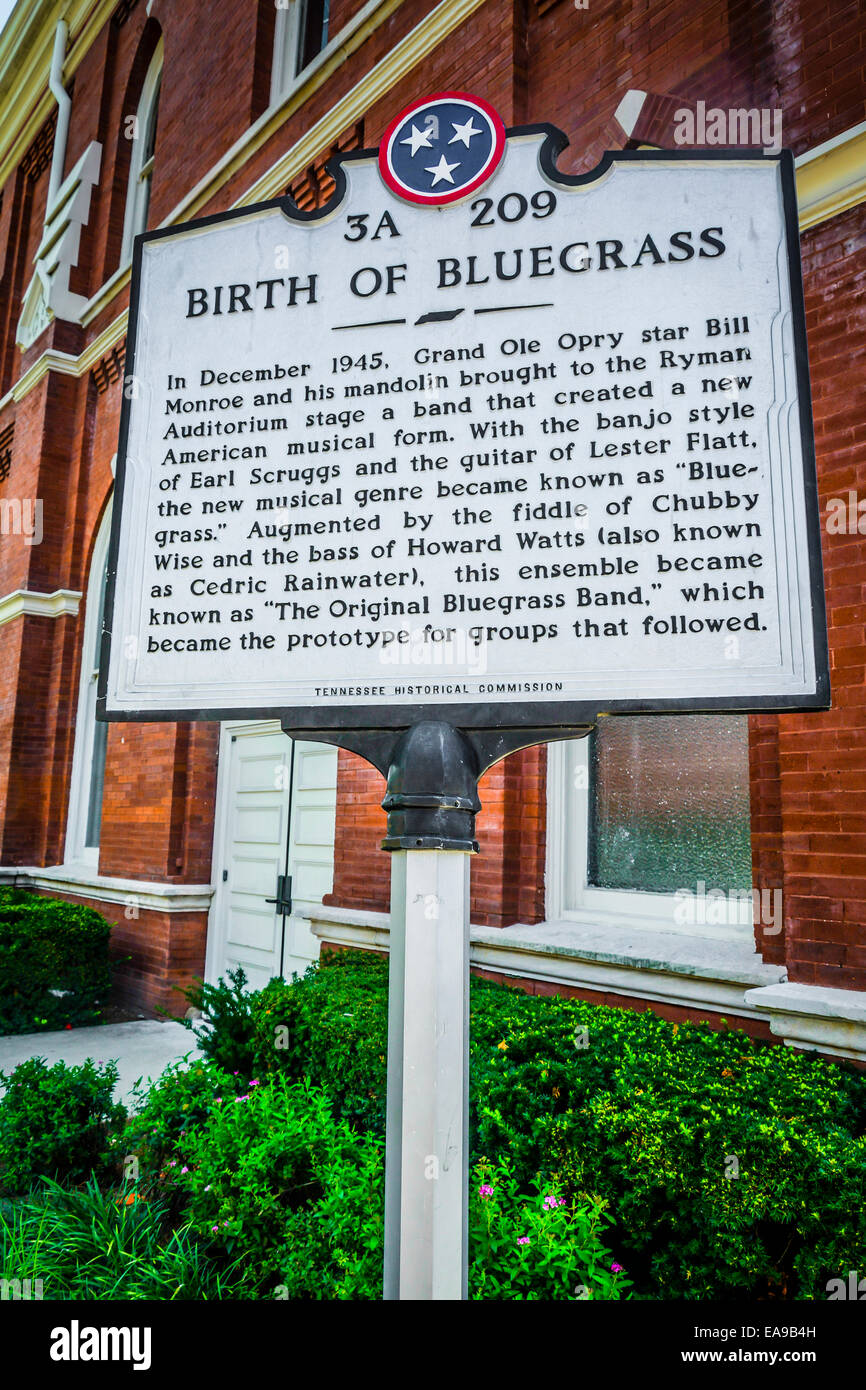 3A 209
BIRTH OF BLUEGRASS
In December 1945, Grand Ole Opry star Bill
Monroe and his mandolin brought to the Ryman
Auditorium stage a band that created a new
American musical form. With the banjo style
of Earl Scruggs and the guitar of Lester Flatt,
the new musical genre became known as “Blue-
grass.” Augmented by the fiddle of Chubby
Wise and the bass of Howard Watts (also known
as Cedric Rainwater), this ensemble became
known as “The Original Bluegrass Band,” which
became the prototype for groups that followed.
TENNESSEE HISTORICAL COMMISSION
alamy
alamy
a
a
a
alamy
Image ID: EA9B4H
www.alamy.com